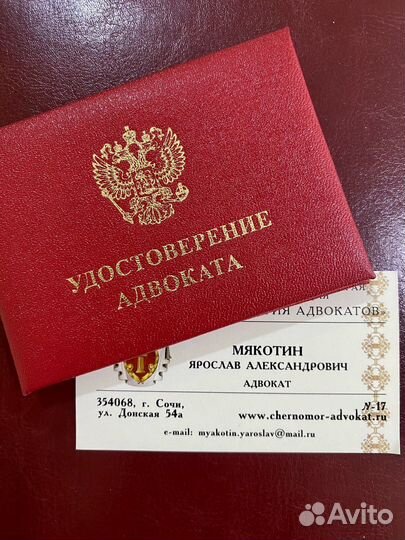 УДОСТОВЕРЕНИЕ
АДВОКАТА
АДВОКАТОВ
МЯКОТИН
ЯРОСЛАВ АЛЕКСАНДРОВИЧ
АДВОКАТ
354068, г. Сочи,
ул. Донская 54а
У-17
www.chernomor-advokat.ru
e-mail: myakotin.yaroslav@mail.ru
Avito